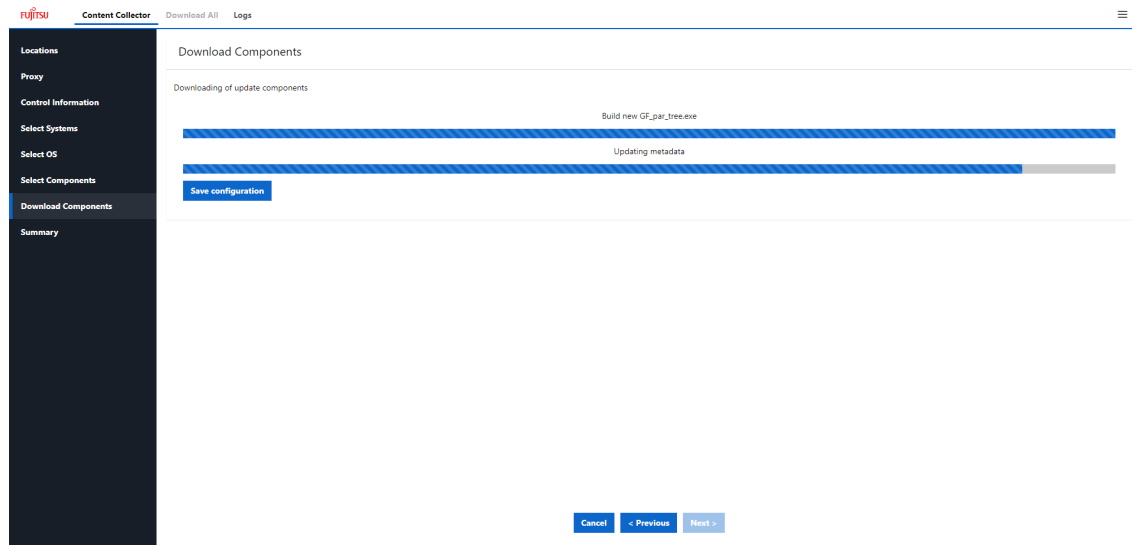 FUJITSU Content Collector Download All Logs
Locations
Proxy
Control Information
Select Systems
Select OS
Select Components
Download Components
Summary
Download Components
Downloading of update components
Build new GF_par_tree.exe
Updating metadata
Save configuration
Cancel < Previous Next >